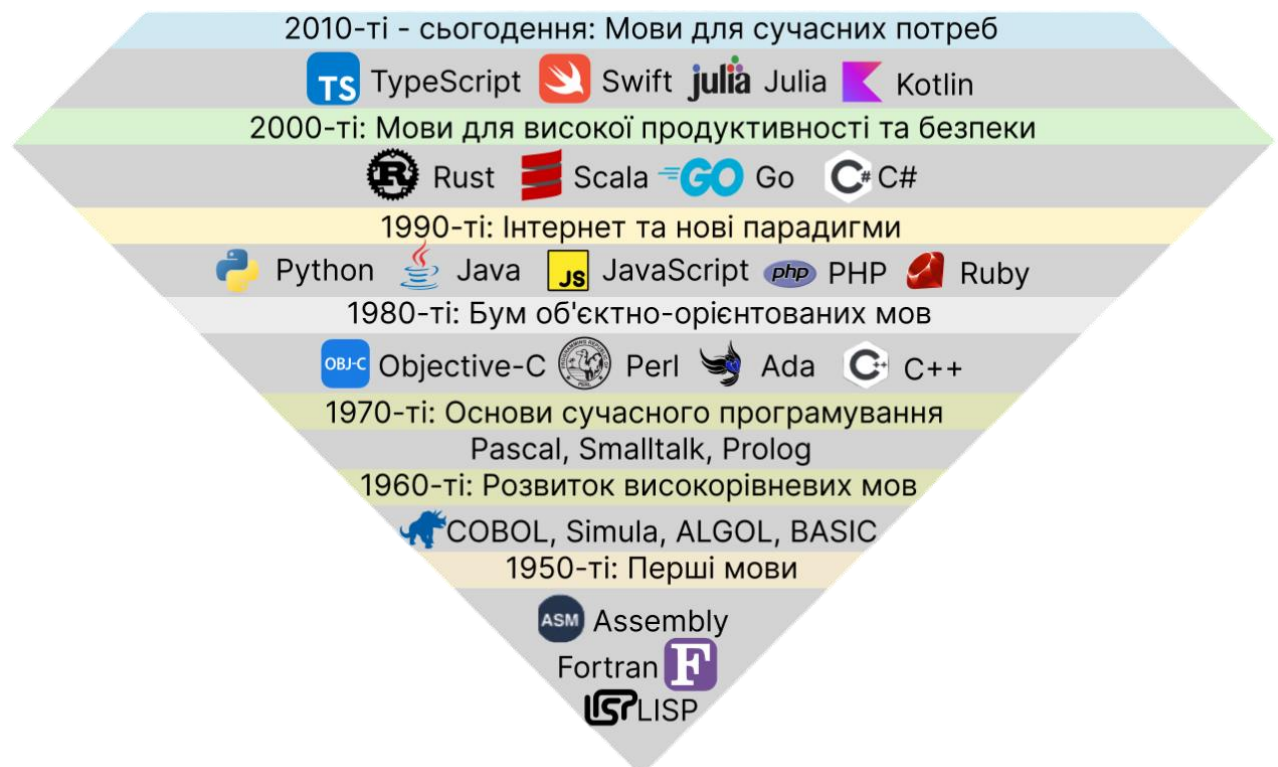 2010-ті - сьогодення: Мови для сучасних потреб
TS TypeScript Swift julia Julia Kotlin
2000-ті: Мови для високої продуктивності та безпеки
R Rust Scala GO Go C# C#
1990-ті: Інтернет та нові парадигми
Python Java JS JavaScript php PHP Ruby
1980-ті: Бум об'єктно-орієнтованих мов
OBJ-C Objective-C Perl Ada C++ C++
1970-ті: Основи сучасного програмування
Pascal, Smalltalk, Prolog
1960-ті: Розвиток високорівневих мов
COBOL, Simula, ALGOL, BASIC
1950-ті: Перші мови
ASM Assembly
Fortran F
LISP LISP